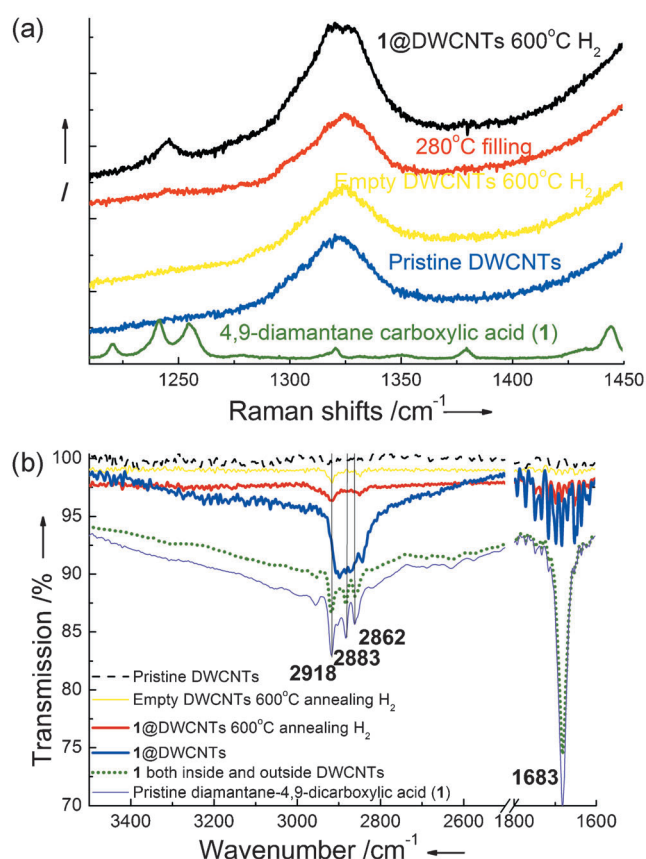 (a)
1@DWCNTs 600°C H2
280°C filling
Empty DWCNTs 600°C H2
Pristine DWCNTs
4,9-diamantane carboxylic acid (1)
I
1250 1300 1350 1400 1450
Raman shifts /cm-1
(b)
100
95
90
85
80
75
70
Transmission /%
2862
2883
2918
1683
Pristine DWCNTs
Empty DWCNTs 600°C annealing H2
1@DWCNTs 600°C annealing H2
1@DWCNTs
1 both inside and outside DWCNTs
Pristine diamantane-4,9-dicarboxylic acid (1)
3400 3200 3000 2800 2600 1800 1600
Wavenumber /cm-1